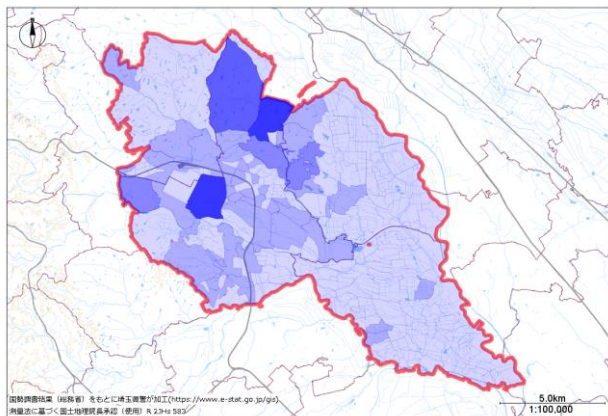 国勢調査結果（総務省）をもとに埼玉県警が加工(https://www.e-stat.go.jp/gis)
測量法に基づく国土地理院長承認（使用）R 2JHs 583
5.0km
1:100,000